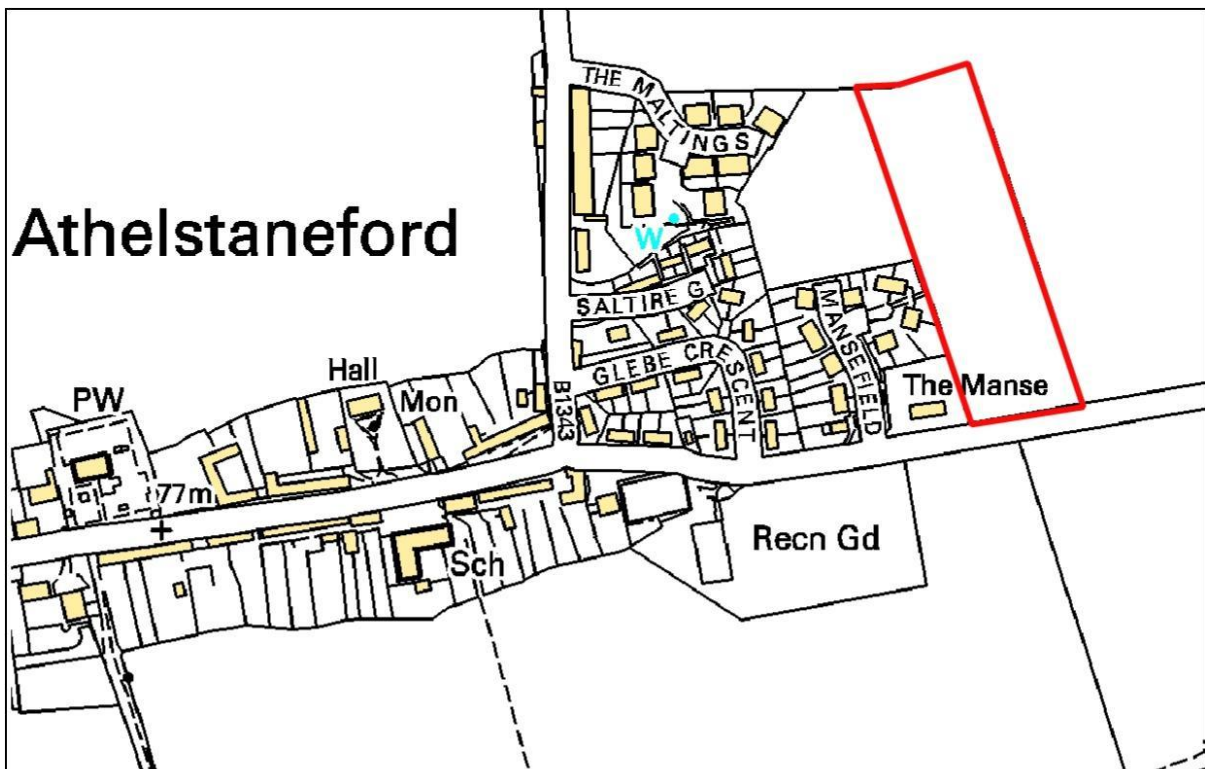 THE MALTINGS
Athelstaneford
W
SALTIRE G
MANSEFIELD
GLEBE CRESCENT
The Manse
Hall
Mon
B1343
PW
77m
Sch
Recn Gd